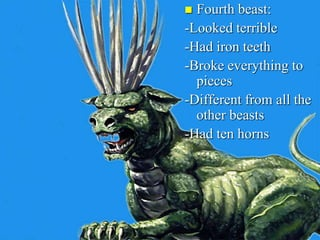 ■ Fourth beast:
-Looked terrible
-Had iron teeth
-Broke everything to
pieces
-Different from all the
other beasts
-Had ten horns